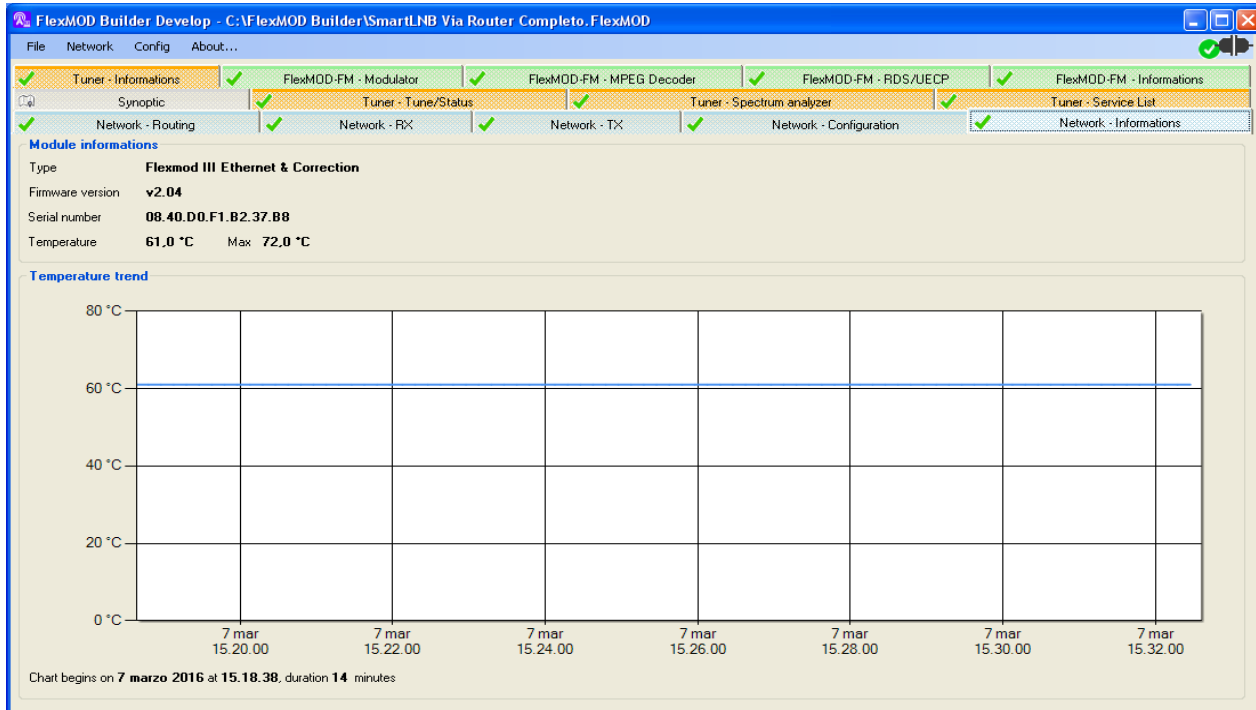 FlexMOD Builder Develop - C:\FlexMOD Builder\SmartLNB Via Router Completo.FlexMOD
File Network Config About...
Tuner - Informations FlexMOD-FM - Modulator FlexMOD-FM - MPEG Decoder FlexMOD-FM - RDS/UECP FlexMOD-FM - Informations
Synoptic Tuner - Tune/Status Tuner - Spectrum analyzer Tuner - Service List
Network - Routing Network - RX Network - TX Network - Configuration Network - Informations
Module informations
Type Flexmod III Ethernet & Correction
Firmware version v2.04
Serial number 08.40.D0.F1.B2.37.B8
Temperature 61,0 °C Max 72,0 °C
Temperature trend
80 °C
60 °C
40 °C
20 °C
0 °C
7 mar 7 mar 7 mar 7 mar 7 mar 7 mar 7 mar
15.20.00 15.22.00 15.24.00 15.26.00 15.28.00 15.30.00 15.32.00
Chart begins on 7 marzo 2016 at 15.18.38, duration 14 minutes